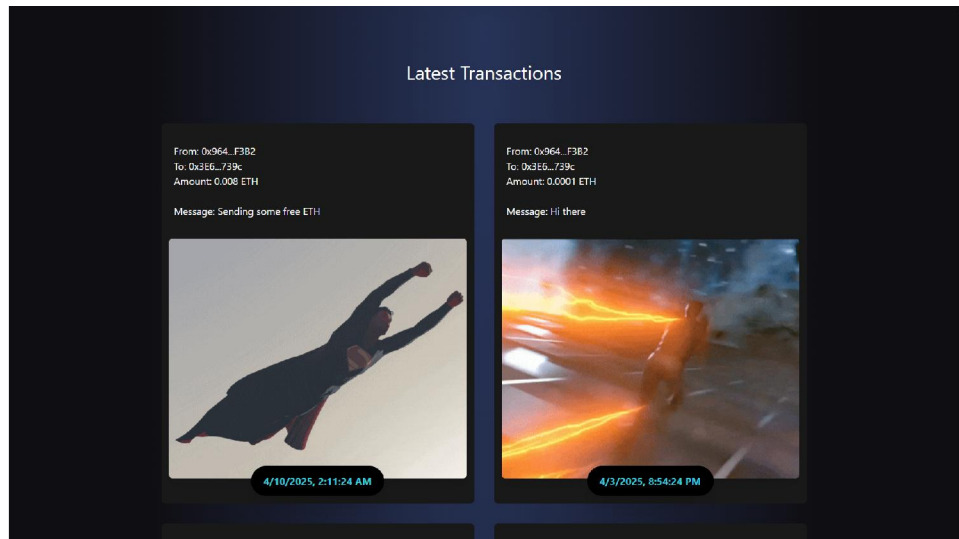 Latest Transactions
From: 0x964...F3B2
To: 0x3E6...739c
Amount: 0.008 ETH
Message: Sending some free ETH
4/10/2025, 2:11:24 AM
From: 0x964...F3B2
To: 0x3E6...739c
Amount: 0.0001 ETH
Message: Hi there
4/3/2025, 8:54:24 PM